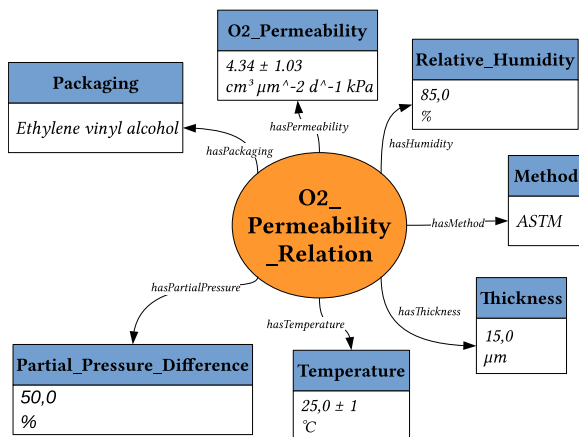 O2_Permeability
4.34 ± 1.03
cm³ µm^-2 d^-1 kPa
Relative_Humidity
85,0
%
Packaging
Ethylene vinyl alcohol
hasPermeability
hasHumidity
hasPackaging
Method
ASTM
O2_
Permeability
_Relation
hasMethod
hasPartialPressure
hasTemperature
hasThickness
Thickness
15,0
µm
Partial_Pressure_Difference
50,0
%
Temperature
25,0 ± 1
°C